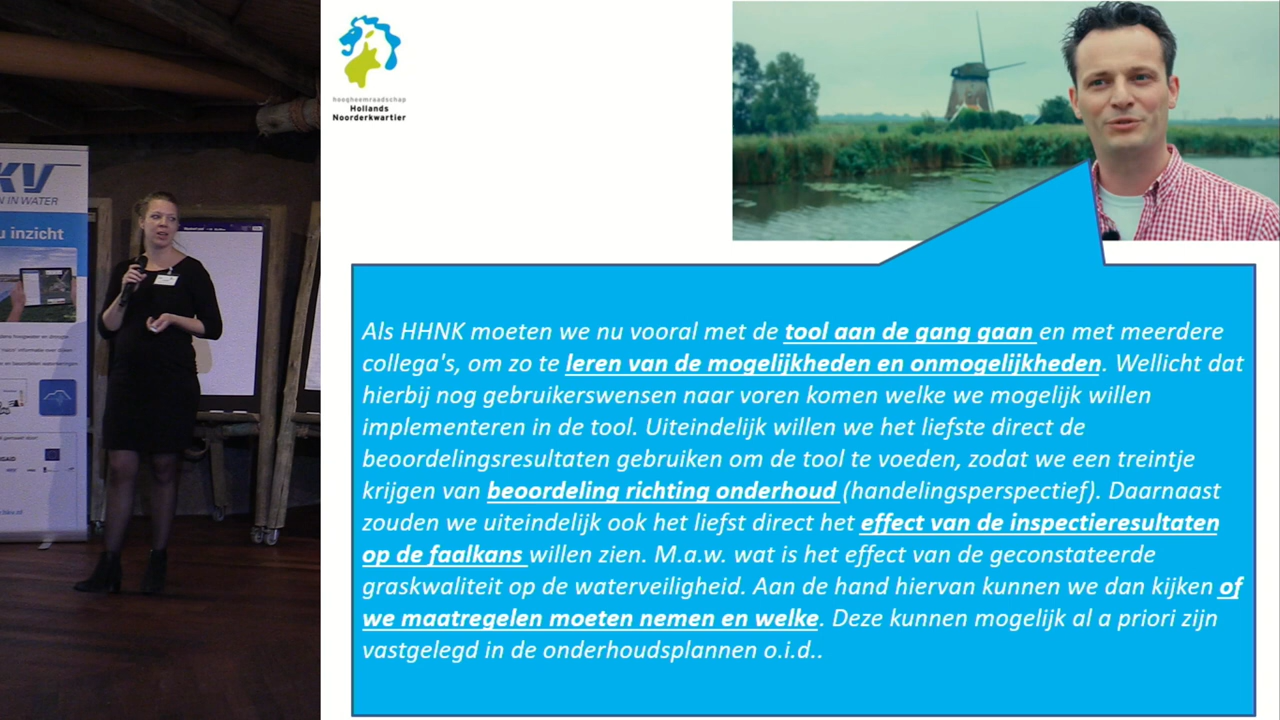 hoogheemraadschap
Hollands
Noorderkwartier
KV
N IN WATER
u inzicht
Als HHNK moeten we nu vooral met de tool aan de gang gaan en met meerdere
collega's, om zo te leren van de mogelijkheden en onmogelijkheden. Wellicht dat
hierbij nog gebruikerswensen naar voren komen welke we mogelijk willen
implementeren in de tool. Uiteindelijk willen we het liefste direct de
beoordelingsresultaten gebruiken om de tool te voeden, zodat we een treintje
krijgen van beoordeling richting onderhoud (handelingsperspectief). Daarnaast
zouden we uiteindelijk ook het liefst direct het effect van de inspectieresultaten
op de faalkans willen zien. M.a.w. wat is het effect van de geconstateerde
graskwaliteit op de waterveiligheid. Aan de hand hiervan kunnen we dan kijken of
we maatregelen moeten nemen en welke. Deze kunnen mogelijk al a priori zijn
vastgelegd in de onderhoudsplannen o.i.d..